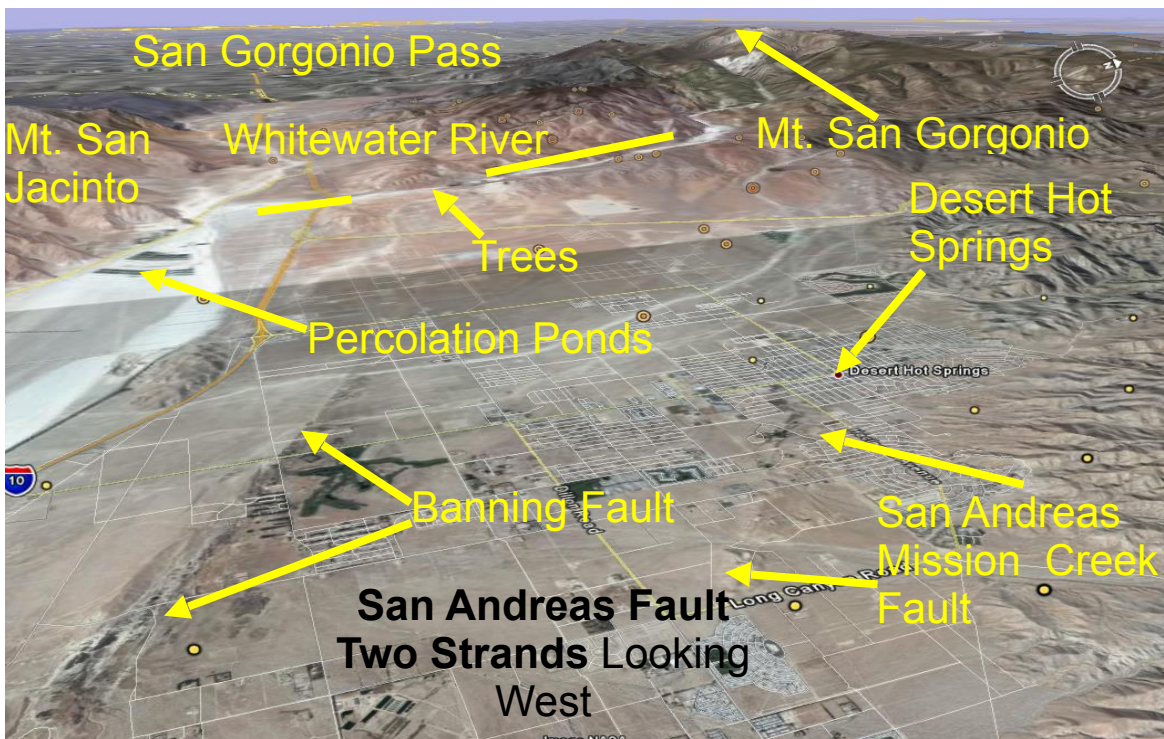 San Gorgonio Pass
N
Mt. San
Jacinto
Whitewater River
Mt. San Gorgonio
Desert Hot
Springs
Trees
Percolation Ponds
Desert Hot Springs
10
Banning Fault
San Andreas
Mission Creek
Fault
Long Canyon Road
San Andreas Fault
Two Strands Looking
West
Image NASA